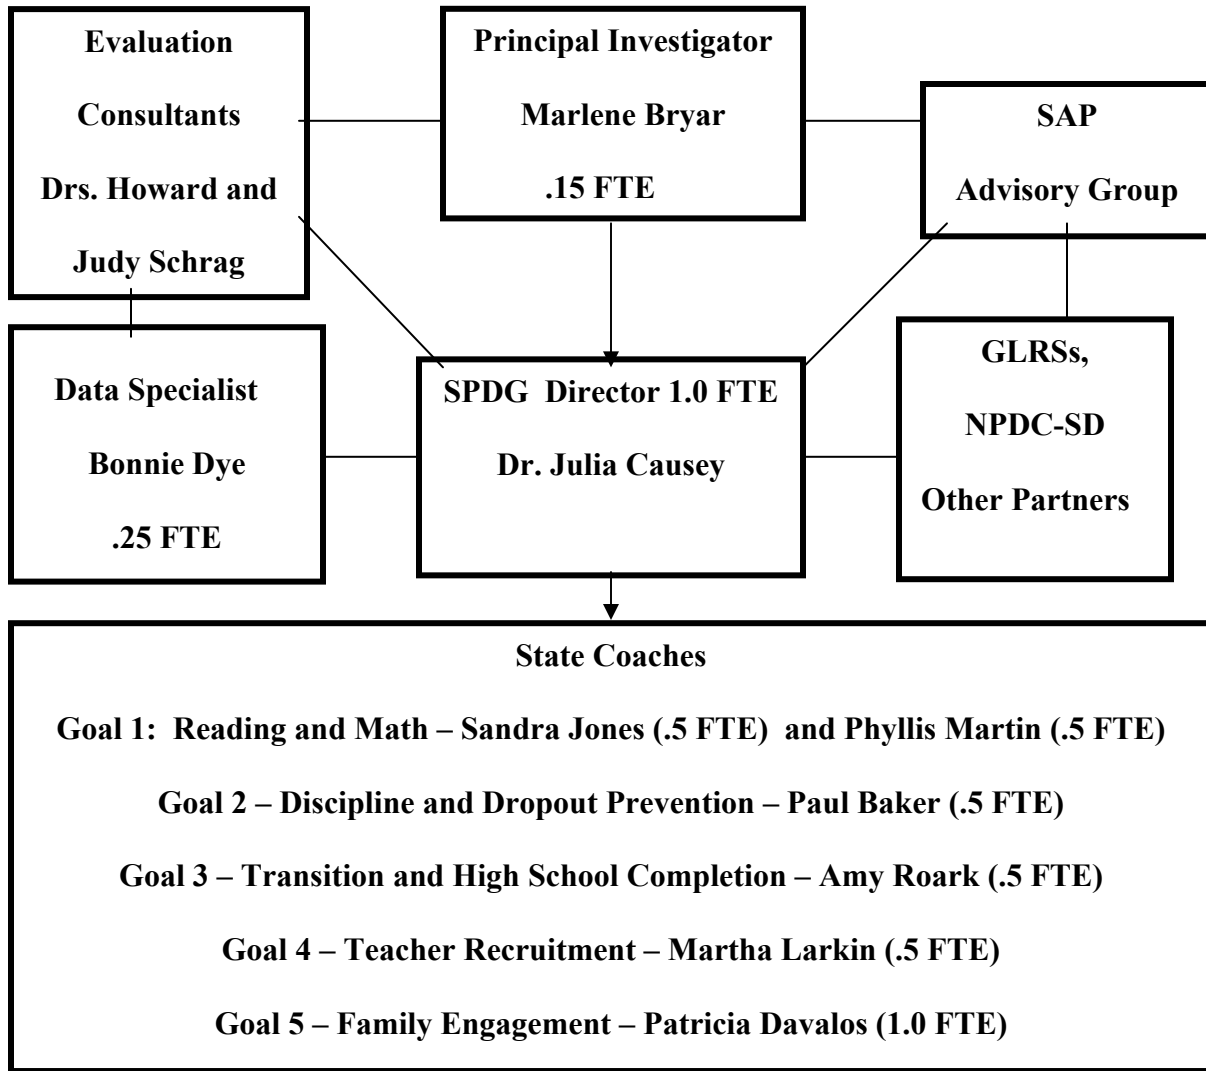 Evaluation
Consultants
Drs. Howard and
Judy Schrag
Principal Investigator
Marlene Bryar
.15 FTE
SAP
Advisory Group
Data Specialist
Bonnie Dye
.25 FTE
SPDG Director 1.0 FTE
Dr. Julia Causey
GLRSs,
NPDC-SD
Other Partners
State Coaches
Goal 1: Reading and Math – Sandra Jones (.5 FTE) and Phyllis Martin (.5 FTE)
Goal 2 – Discipline and Dropout Prevention – Paul Baker (.5 FTE)
Goal 3 – Transition and High School Completion – Amy Roark (.5 FTE)
Goal 4 – Teacher Recruitment – Martha Larkin (.5 FTE)
Goal 5 – Family Engagement – Patricia Davalos (1.0 FTE)